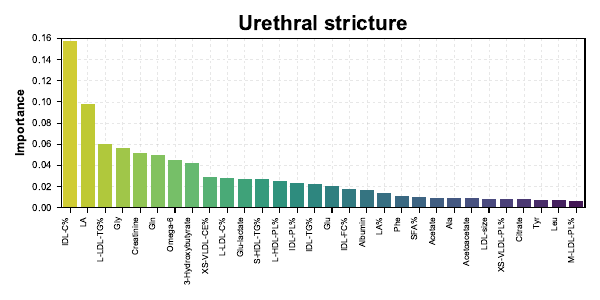 Urethral stricture
Importance
0.16
0.14
0.12
0.10
0.08
0.06
0.04
0.02
0.00
IDL-C%
LA
L-LDL-TG%
Gly
Creatinine
Gln
Omega-6
3-Hydroxybutyrate
XS-VLDL-CE%
L-LDL-C%
Glu-lactate
S-HDL-TG%
L-HDL-PL%
IDL-PL%
IDL-TG%
Glu
IDL-FC%
Albumin
LA%
Phe
SFA%
Acetate
Ala
Acetoacetate
LDL-size
XS-VLDL-PL%
Citrate
Tyr
Leu
M-LDL-PL%